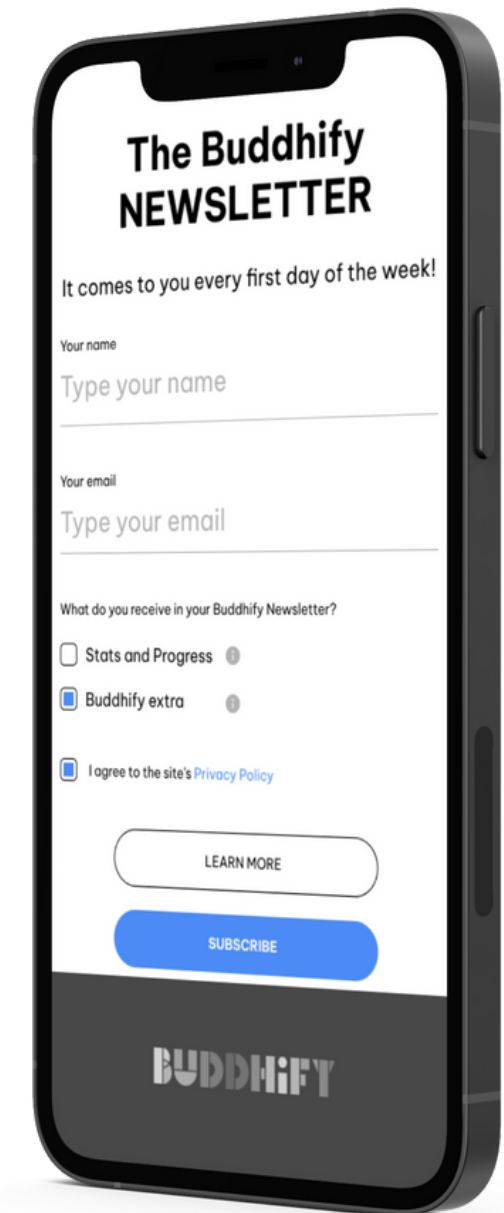 The Buddhify
NEWSLETTER
It comes to you every first day of the week!
Your name
Type your name
Your email
Type your email
What do you receive in your Buddhify Newsletter?
Stats and Progress
Buddhify extra
I agree to the site's Privacy Policy
LEARN MORE
SUBSCRIBE
BUDDHiFY